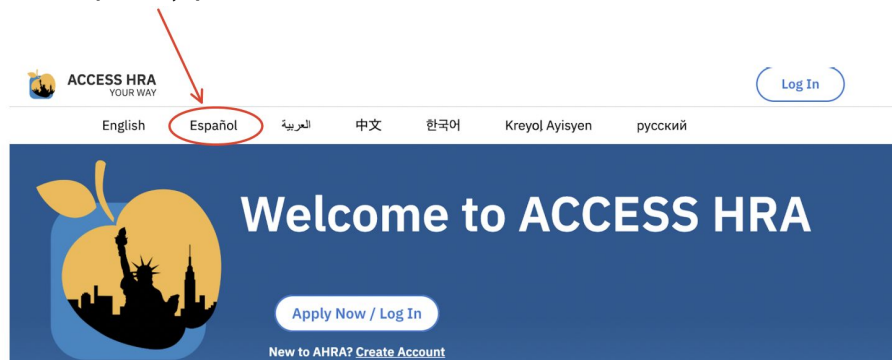 ACCESS HRA
YOUR WAY
Log In
English Español العربية 中文 한국어 Kreyol Ayisyen русский
Welcome to ACCESS HRA
Apply Now / Log In
New to AHRA? Create Account